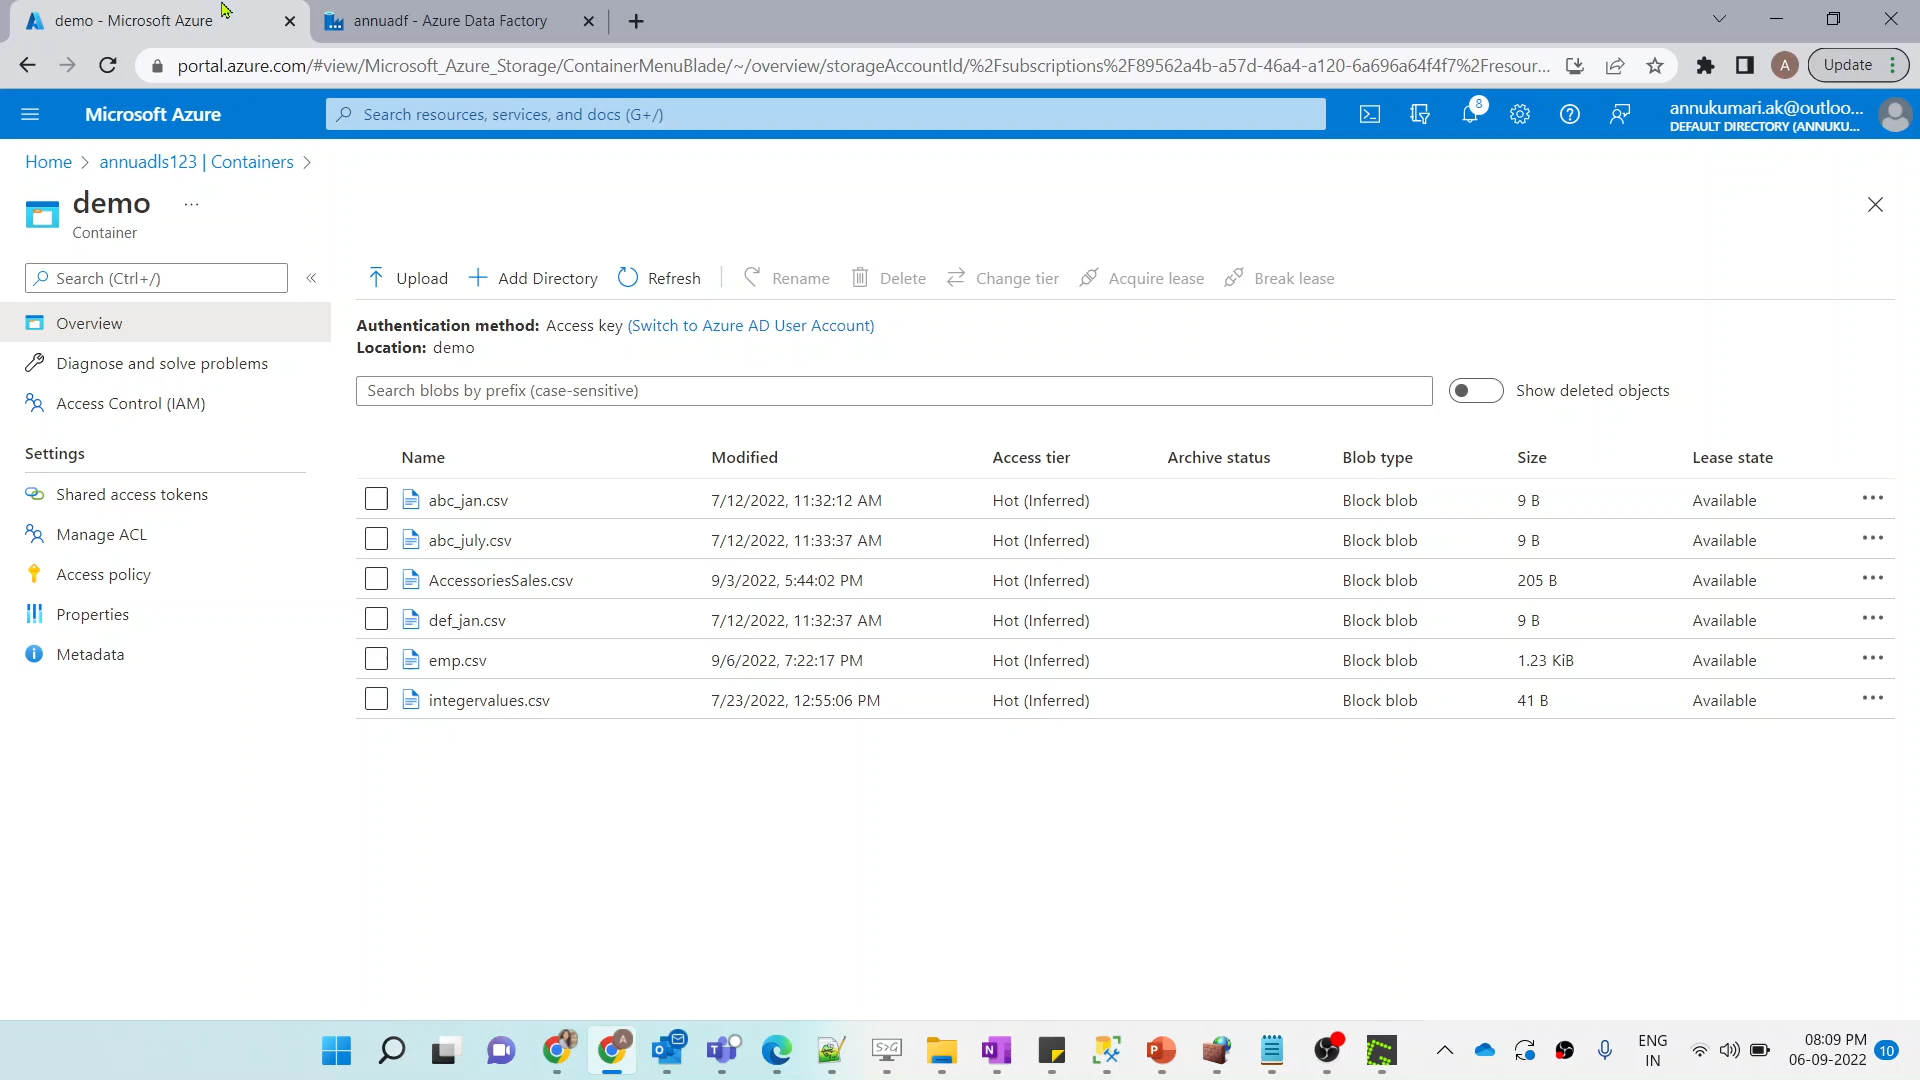 demo - Microsoft Azure
annuadf - Azure Data Factory
portal.azure.com/#view/Microsoft_Azure_Storage/ContainerMenuBlade/~/overview/storageAccountId/%2Fsubscriptions%2F89562a4b-a57d-46a4-a120-6a696a64f4f7%2Fresour...
A
Update
Microsoft Azure
Search resources, services, and docs (G+/)
8
annukumari.ak@outloo...
DEFAULT DIRECTORY (ANNUKU...
Home > annuadls123 | Containers >
demo
...
Container
Search (Ctrl+/)
«
Overview
Diagnose and solve problems
Access Control (IAM)
Settings
Shared access tokens
Manage ACL
Access policy
Properties
Metadata
Upload
Add Directory
Refresh
Rename
Delete
Change tier
Acquire lease
Break lease
Authentication method: Access key (Switch to Azure AD User Account)
Location: demo
Search blobs by prefix (case-sensitive)
Show deleted objects
Name Modified Access tier Archive status Blob type Size Lease state
abc_jan.csv 7/12/2022, 11:32:12 AM Hot (Inferred) Block blob 9 B Available ...
abc_july.csv 7/12/2022, 11:33:37 AM Hot (Inferred) Block blob 9 B Available ...
AccessoriesSales.csv 9/3/2022, 5:44:02 PM Hot (Inferred) Block blob 205 B Available ...
def_jan.csv 7/12/2022, 11:32:37 AM Hot (Inferred) Block blob 9 B Available ...
emp.csv 9/6/2022, 7:22:17 PM Hot (Inferred) Block blob 1.23 KiB Available ...
integervalues.csv 7/23/2022, 12:55:06 PM Hot (Inferred) Block blob 41 B Available ...
ENG
IN
08:09 PM
06-09-2022
10